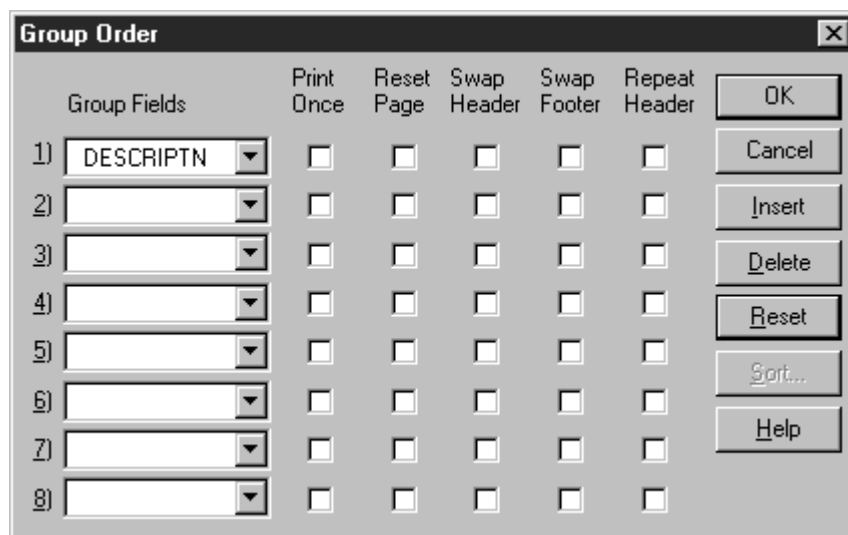 Group Order
Print Reset Swap Swap Repeat
Group Fields Once Page Header Footer Header
OK
1) DESCRIPTN
Cancel
2)
Insert
3)
Delete
4)
Reset
5)
Sort...
6)
Help
7)
8)